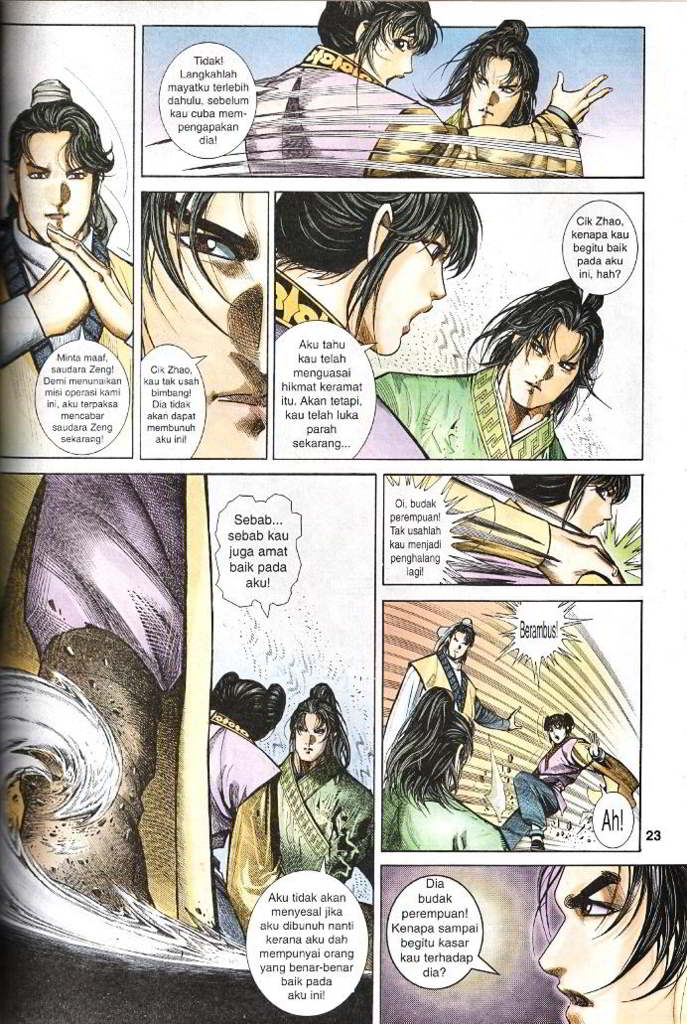 Tidak!
Langkahlah
mayatku terlebih
dahulu, sebelum
kau cuba mem-
pengapakan
dia!
Minta maaf,
saudara Zeng!
Demi menunaikan
misi operasi kami
ini, aku terpaksa
mencabar
saudara Zeng
sekarang!
Cik Zhao,
kau tak usah
bimbang!
Dia tidak
akan dapat
membunuh
aku ini!
Aku tahu
kau telah
menguasai
hikmat keramat
itu. Akan tetapi,
kau telah luka
parah
sekarang...
Cik Zhao,
kenapa kau
begitu baik
pada aku,
hah?
Sebab...
sebab kau
juga amat
baik pada
aku!
Aku tidak akan
menyesal jika
aku dibunuh nanti
kerana aku dah
mempunyai orang
yang benar-benar
baik pada
aku ini!
Oi, budak
perempuan!
Tak usahlah
kau menjadi
penghalang
lagi!
Berambus!
Ah!
23
Dia
budak
perempuan!
Kenapa sampai
begitu kasar
kau terhadap
dia?